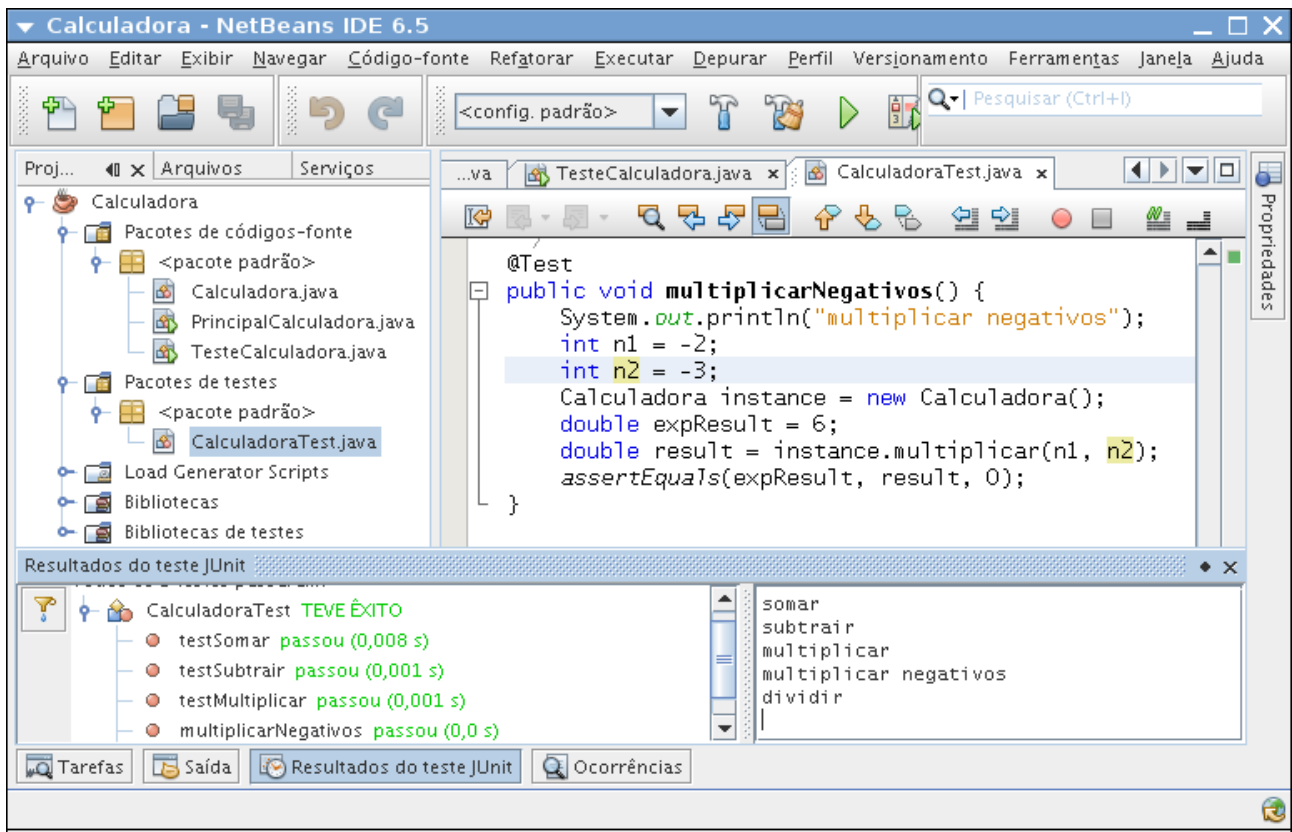 Calculadora - NetBeans IDE 6.5
Arquivo Editar Exibir Navegar Código-fonte Refatorar Executar Depurar Perfil Versionamento Ferramentas Janela Ajuda
<config. padrão>
Pesquisar (Ctrl+I)
Proj... Arquivos Serviços
Calculadora
Pacotes de códigos-fonte
<pacote padrão>
Calculadora.java
PrincipalCalculadora.java
TesteCalculadora.java
Pacotes de testes
<pacote padrão>
CalculadoraTest.java
Load Generator Scripts
Bibliotecas
Bibliotecas de testes
...va TesteCalculadora.java CalculadoraTest.java
@Test
public void multiplicarNegativos() {
System.out.println("multiplicar negativos");
int n1 = -2;
int n2 = -3;
Calculadora instance = new Calculadora();
double expResult = 6;
double result = instance.multiplicar(n1, n2);
assertEquals(expResult, result, 0);
}
Propriedades
Resultados do teste JUnit
CalculadoraTest TEVE ÊXITO
testSomar passou (0,008 s)
testSubtrair passou (0,001 s)
testMultiplicar passou (0,001 s)
multiplicarNegativos passou (0,0 s)
somar
subtrair
multiplicar
multiplicar negativos
dividir
Tarefas Saída Resultados do teste JUnit Ocorrências